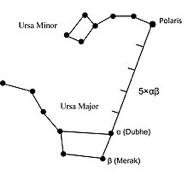 Ursa Minor
Polaris
5×αβ
Ursa Major
α (Dubhe)
β (Merak)